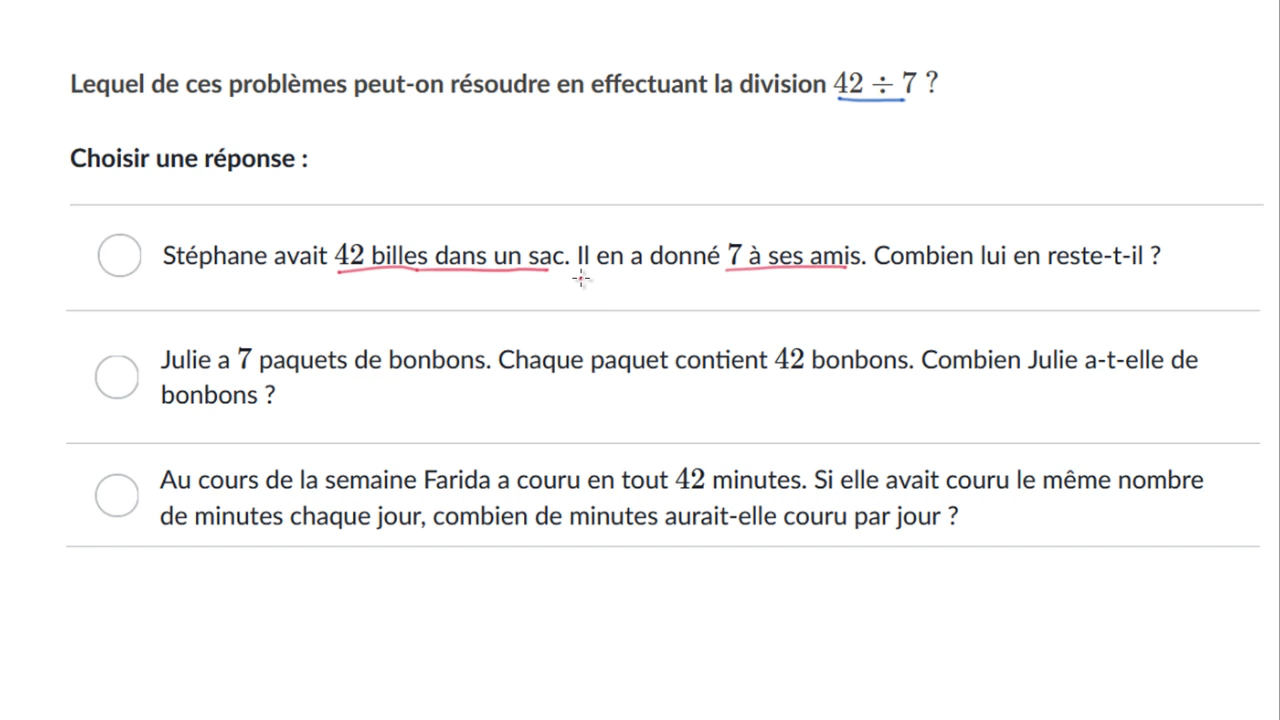 Lequel de ces problèmes peut-on résoudre en effectuant la division 42 ÷ 7 ?
Choisir une réponse :
Stéphane avait 42 billes dans un sac. Il en a donné 7 à ses amis. Combien lui en reste-t-il ?
Julie a 7 paquets de bonbons. Chaque paquet contient 42 bonbons. Combien Julie a-t-elle de
bonbons ?
Au cours de la semaine Farida a couru en tout 42 minutes. Si elle avait couru le même nombre
de minutes chaque jour, combien de minutes aurait-elle couru par jour ?